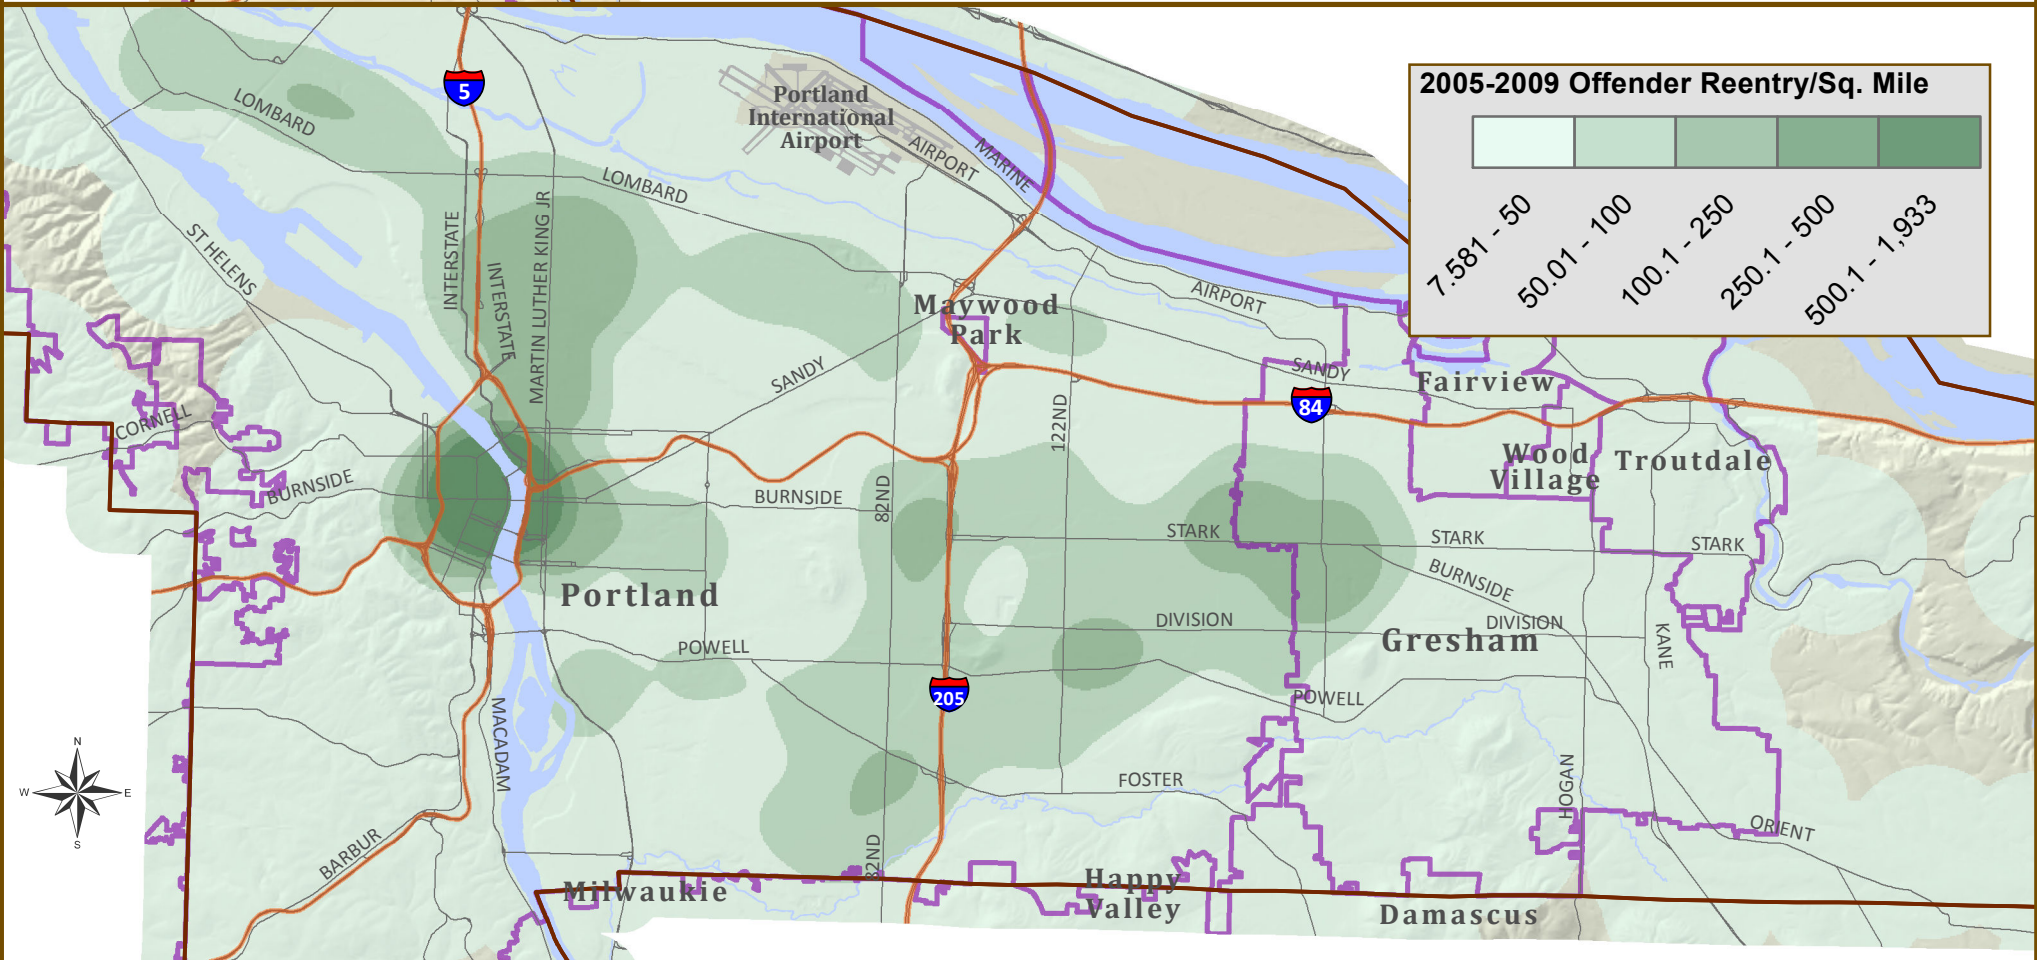 2005-2009 Offender Reentry/Sq. Mile
7.581 - 50
50.01 - 100
100.1 - 250
250.1 - 500
500.1 - 1,933
5
LOMBARD
Portland
International
Airport
AIRPORT
MARINE
LOMBARD
ST HELENS
INTERSTATE
INTERSTATE
MARTIN LUTHER KING JR
Maywood
Park
AIRPORT
SANDY
SANDY
Fairview
84
CORNELL
122ND
Wood
Village
Troutdale
BURNSIDE
BURNSIDE
82ND
STARK
STARK
STARK
BURNSIDE
Portland
DIVISION
DIVISION
Gresham
KANE
POWELL
205
POWELL
MACADAM
N
W
E
S
FOSTER
HOGAN
ORIENT
BARBUR
82ND
Milwaukie
Happy
Valley
Damascus